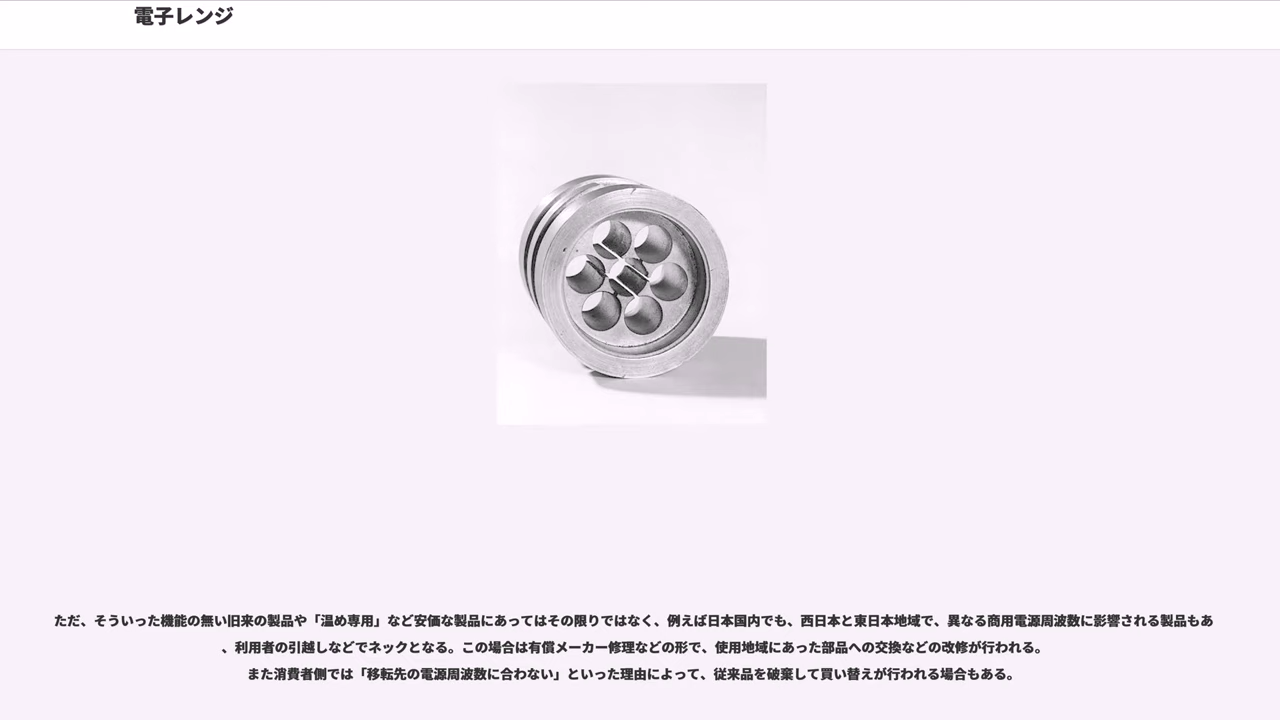 電子レンジ
ただ、そういった機能の無い旧来の製品や「温め専用」など安価な製品にあってはその限りではなく、例えば日本国内でも、西日本と東日本地域で、異なる商用電源周波数に影響される製品もあ
、利用者の引越しなどでネックとなる。この場合は有償メーカー修理などの形で、使用地域にあった部品への交換などの改修が行われる。
また消費者側では「移転先の電源周波数に合わない」といった理由によって、従来品を破棄して買い替えが行われる場合もある。